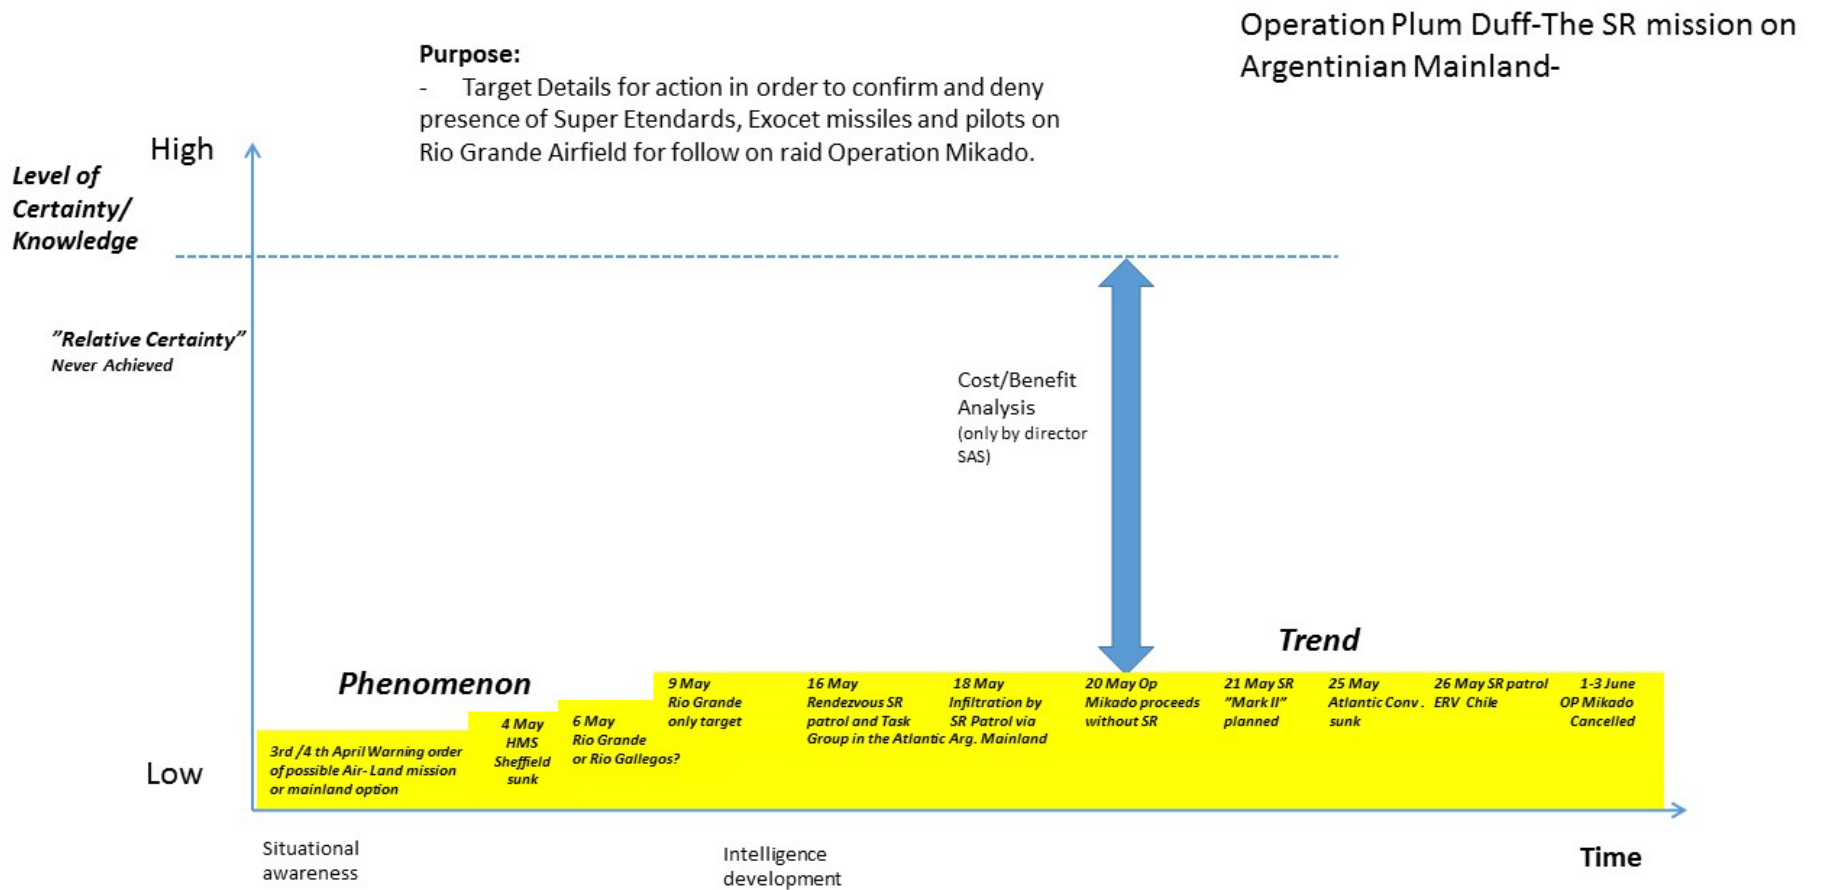 Operation Plum Duff-The SR mission on
Argentinian Mainland-
Purpose:
- Target Details for action in order to confirm and deny
presence of Super Etendards, Exocet missiles and pilots on
Rio Grande Airfield for follow on raid Operation Mikado.
High
Level of
Certainty/
Knowledge
”Relative Certainty”
Never Achieved
Cost/Benefit
Analysis
(only by director
SAS)
Trend
Phenomenon
3rd /4 th April Warning order
of possible Air- Land mission
or mainland option
4 May
HMS
Sheffield
sunk
6 May
Rio Grande
or Rio Gallegos?
9 May
Rio Grande
only target
16 May
Rendezvous SR
patrol and Task
Group in the Atlantic
18 May
Infiltration by
SR Patrol via
Arg. Mainland
20 May Op
Mikado proceeds
without SR
21 May SR
”Mark II”
planned
25 May
Atlantic Conv .
sunk
26 May SR patrol
ERV Chile
1-3 June
OP Mikado
Cancelled
Low
Situational
awareness
Intelligence
development
Time